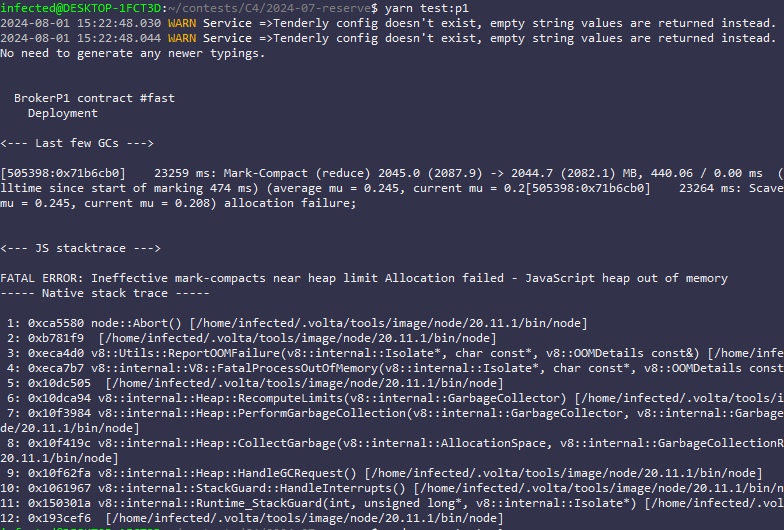 infected@DESKTOP-1FCT3D:~/contests/C4/2024-07-reserve$ yarn test:p1
2024-08-01 15:22:48.030 WARN Service =>Tenderly config doesn't exist, empty string values are returned instead.
2024-08-01 15:22:48.044 WARN Service =>Tenderly config doesn't exist, empty string values are returned instead.
No need to generate any newer typings.
BrokerP1 contract #fast
Deployment
<--- Last few GCs --->
[505398:0x71b6cb0]    23259 ms: Mark-Compact (reduce) 2045.0 (2087.9) -> 2044.7 (2082.1) MB, 440.06 / 0.00 ms  (
lltime since start of marking 474 ms) (average mu = 0.245, current mu = 0.2[505398:0x71b6cb0]    23264 ms: Scave
mu = 0.245, current mu = 0.208) allocation failure;
<--- JS stacktrace --->
FATAL ERROR: Ineffective mark-compacts near heap limit Allocation failed - JavaScript heap out of memory
----- Native stack trace -----
1: 0xca5580 node::Abort() [/home/infected/.volta/tools/image/node/20.11.1/bin/node]
2: 0xb781f9  [/home/infected/.volta/tools/image/node/20.11.1/bin/node]
3: 0xeca4d0 v8::Utils::ReportOOMFailure(v8::internal::Isolate*, char const*, v8::OOMDetails const&) [/home/infe
4: 0xeca7b7 v8::internal::V8::FatalProcessOutOfMemory(v8::internal::Isolate*, char const*, v8::OOMDetails const
5: 0x10dc505  [/home/infected/.volta/tools/image/node/20.11.1/bin/node]
6: 0x10dca94 v8::internal::Heap::RecomputeLimits(v8::internal::GarbageCollector) [/home/infected/.volta/tools/i
7: 0x10f3984 v8::internal::Heap::PerformGarbageCollection(v8::internal::GarbageCollector, v8::internal::Garbage
de/20.11.1/bin/node]
8: 0x10f419c v8::internal::Heap::CollectGarbage(v8::internal::AllocationSpace, v8::internal::GarbageCollectionR
20.11.1/bin/node]
9: 0x10f62fa v8::internal::Heap::HandleGCRequest() [/home/infected/.volta/tools/image/node/20.11.1/bin/node]
10: 0x1061967 v8::internal::StackGuard::HandleInterrupts() [/home/infected/.volta/tools/image/node/20.11.1/bin/n
11: 0x150301a v8::internal::Runtime_StackGuard(int, unsigned long*, v8::internal::Isolate*) [/home/infected/.vol
12: 0x193cef6  [/home/infected/.volta/tools/image/node/20.11.1/bin/node]